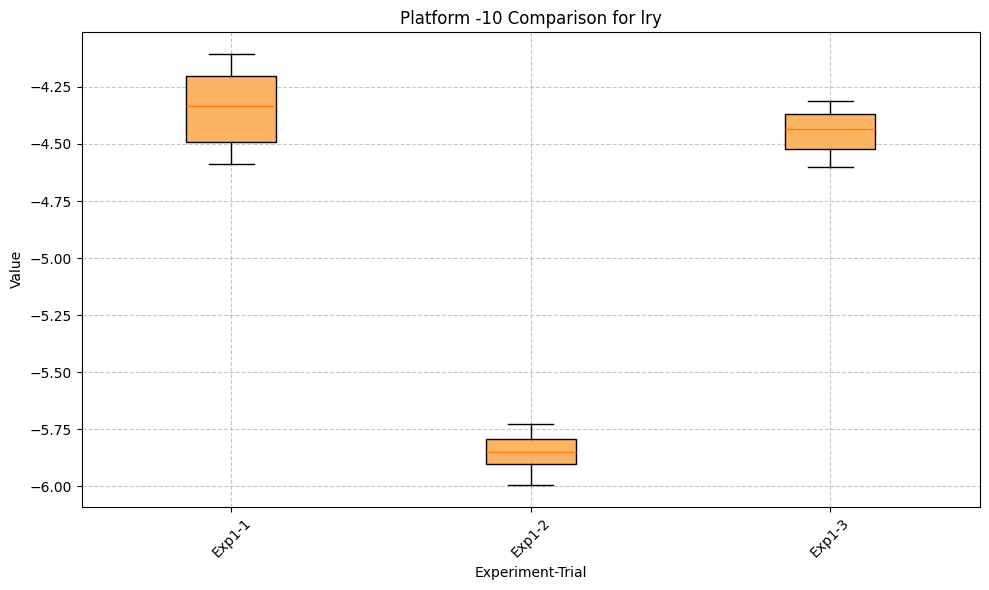 Platform -10 Comparison for lry
Value
−4.25
−4.50
−4.75
−5.00
−5.25
−5.50
−5.75
−6.00
Exp1-1
Exp1-2
Exp1-3
Experiment-Trial